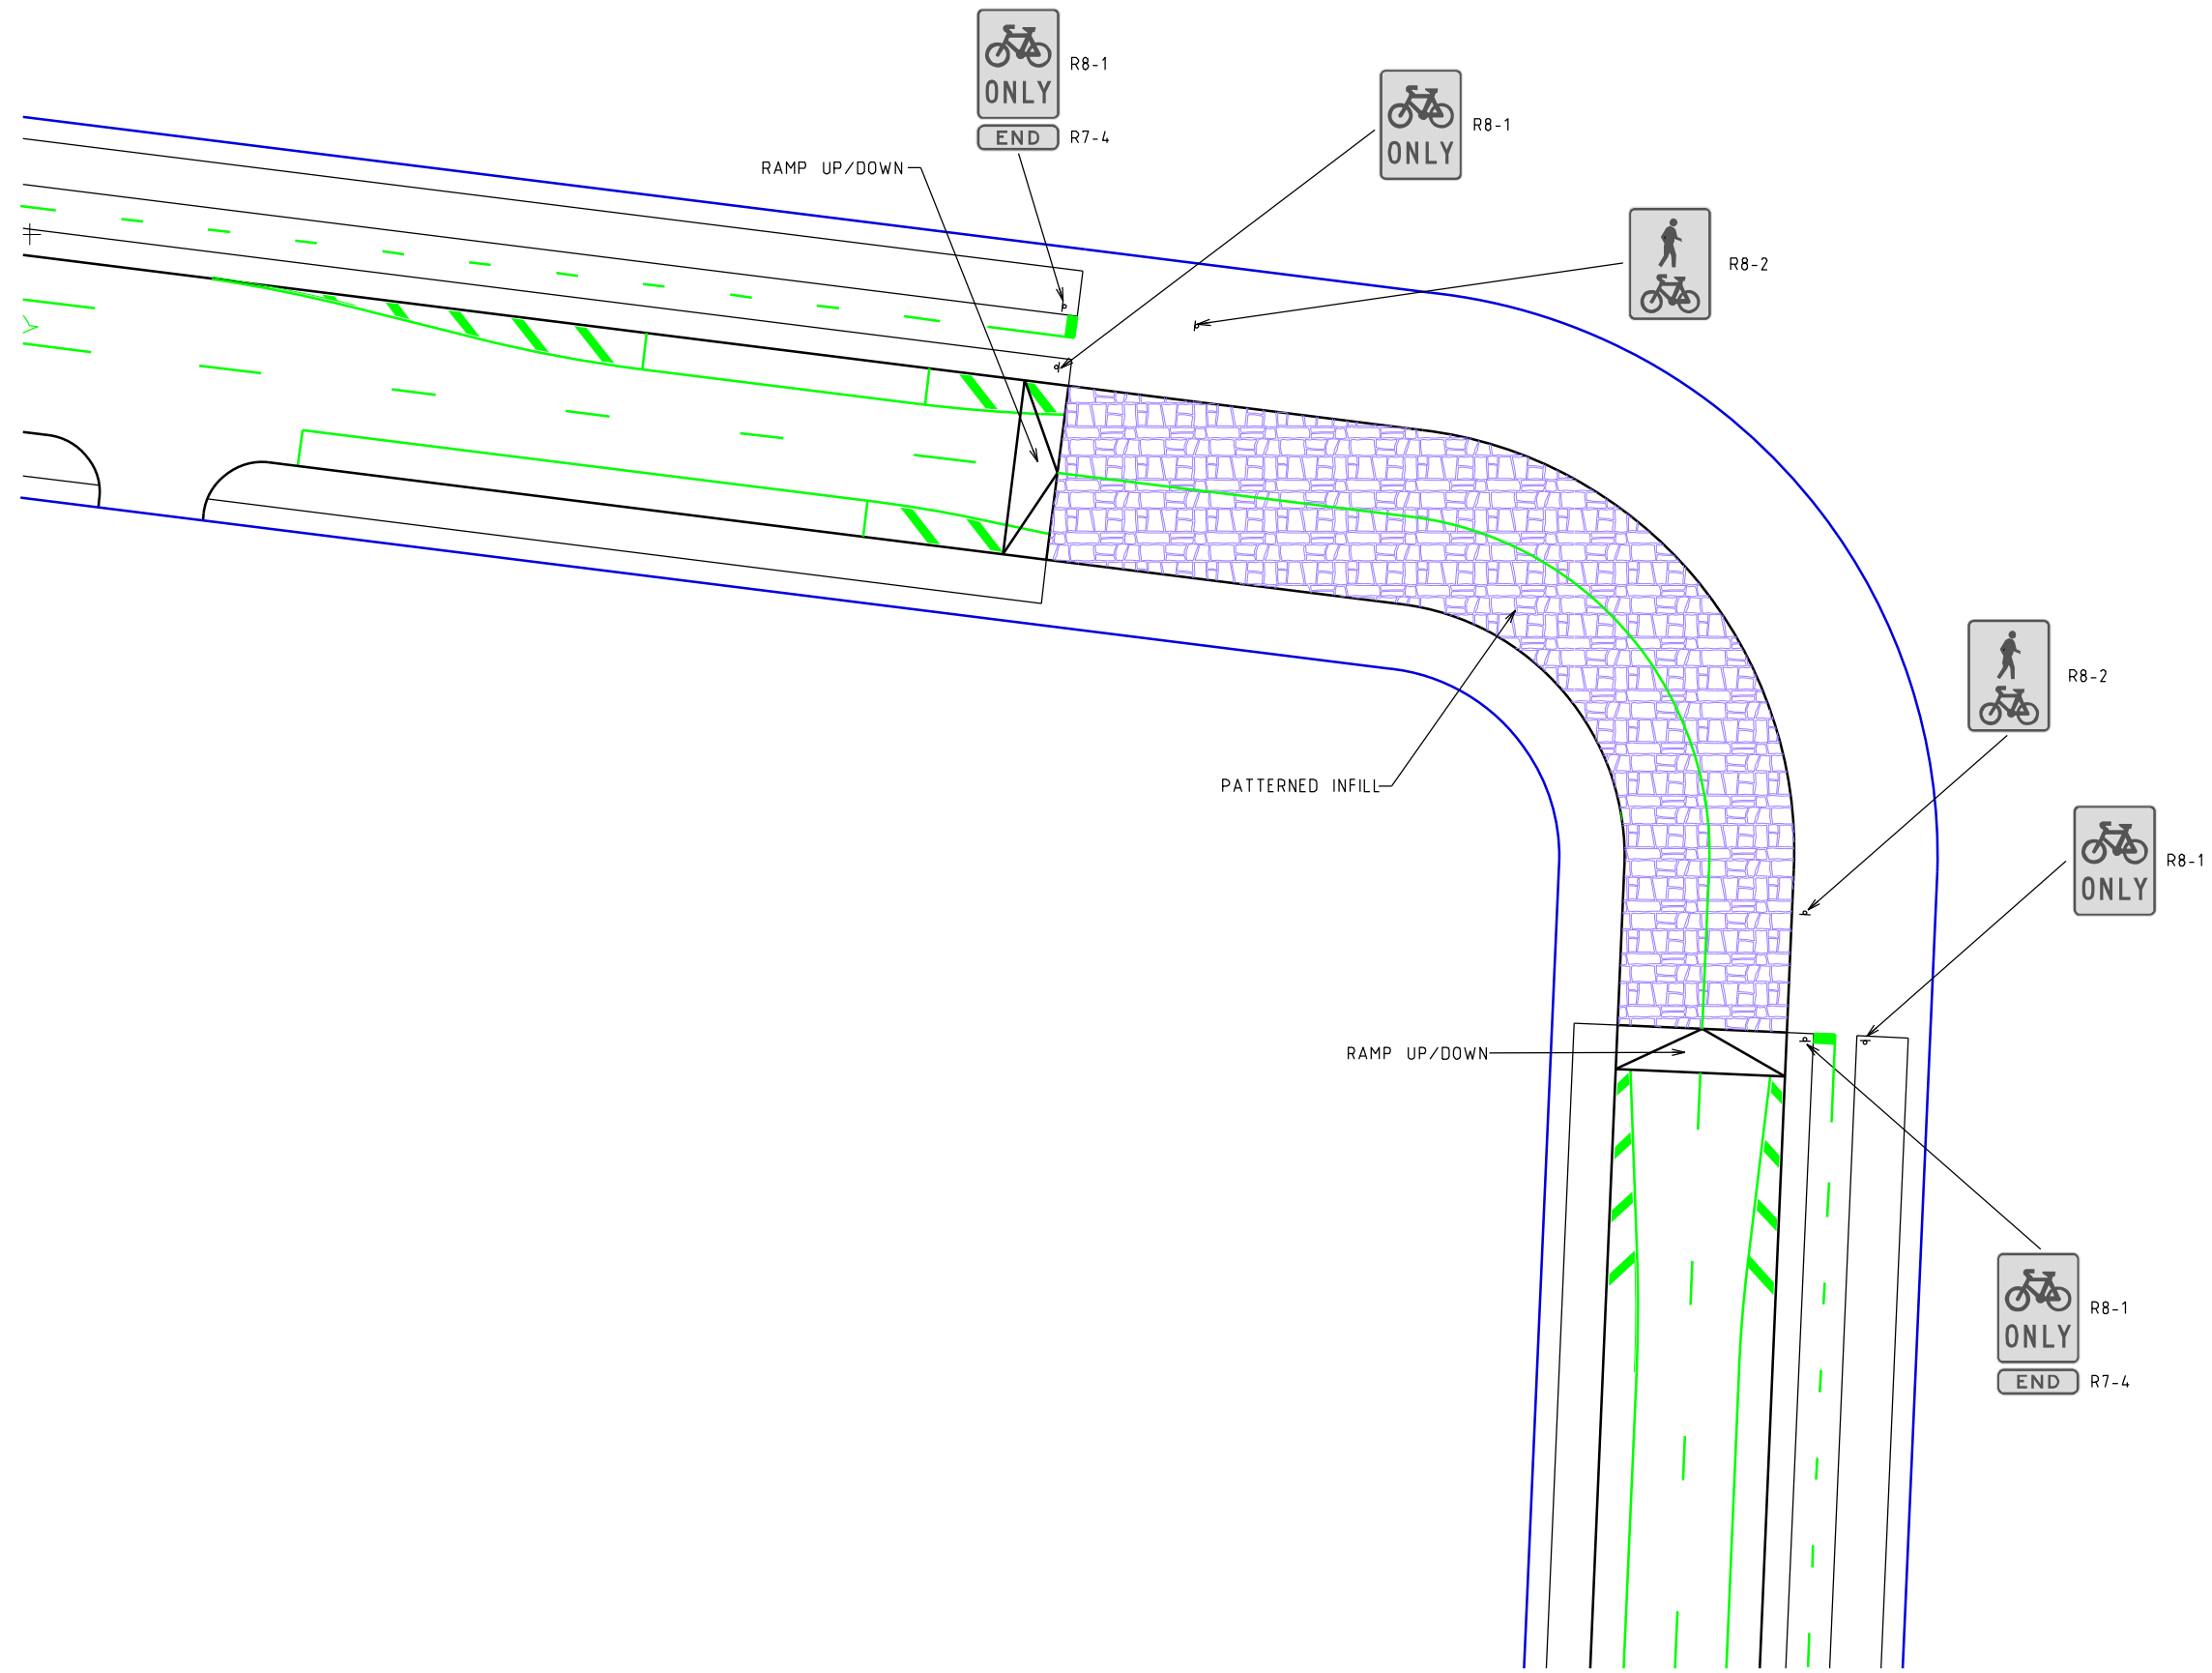 R8-1
ONLY
END R7-4
R8-1
ONLY
RAMP UP/DOWN
R8-2
R8-2
PATTERNED INFILL
R8-1
ONLY
RAMP UP/DOWN
R8-1
ONLY
END R7-4